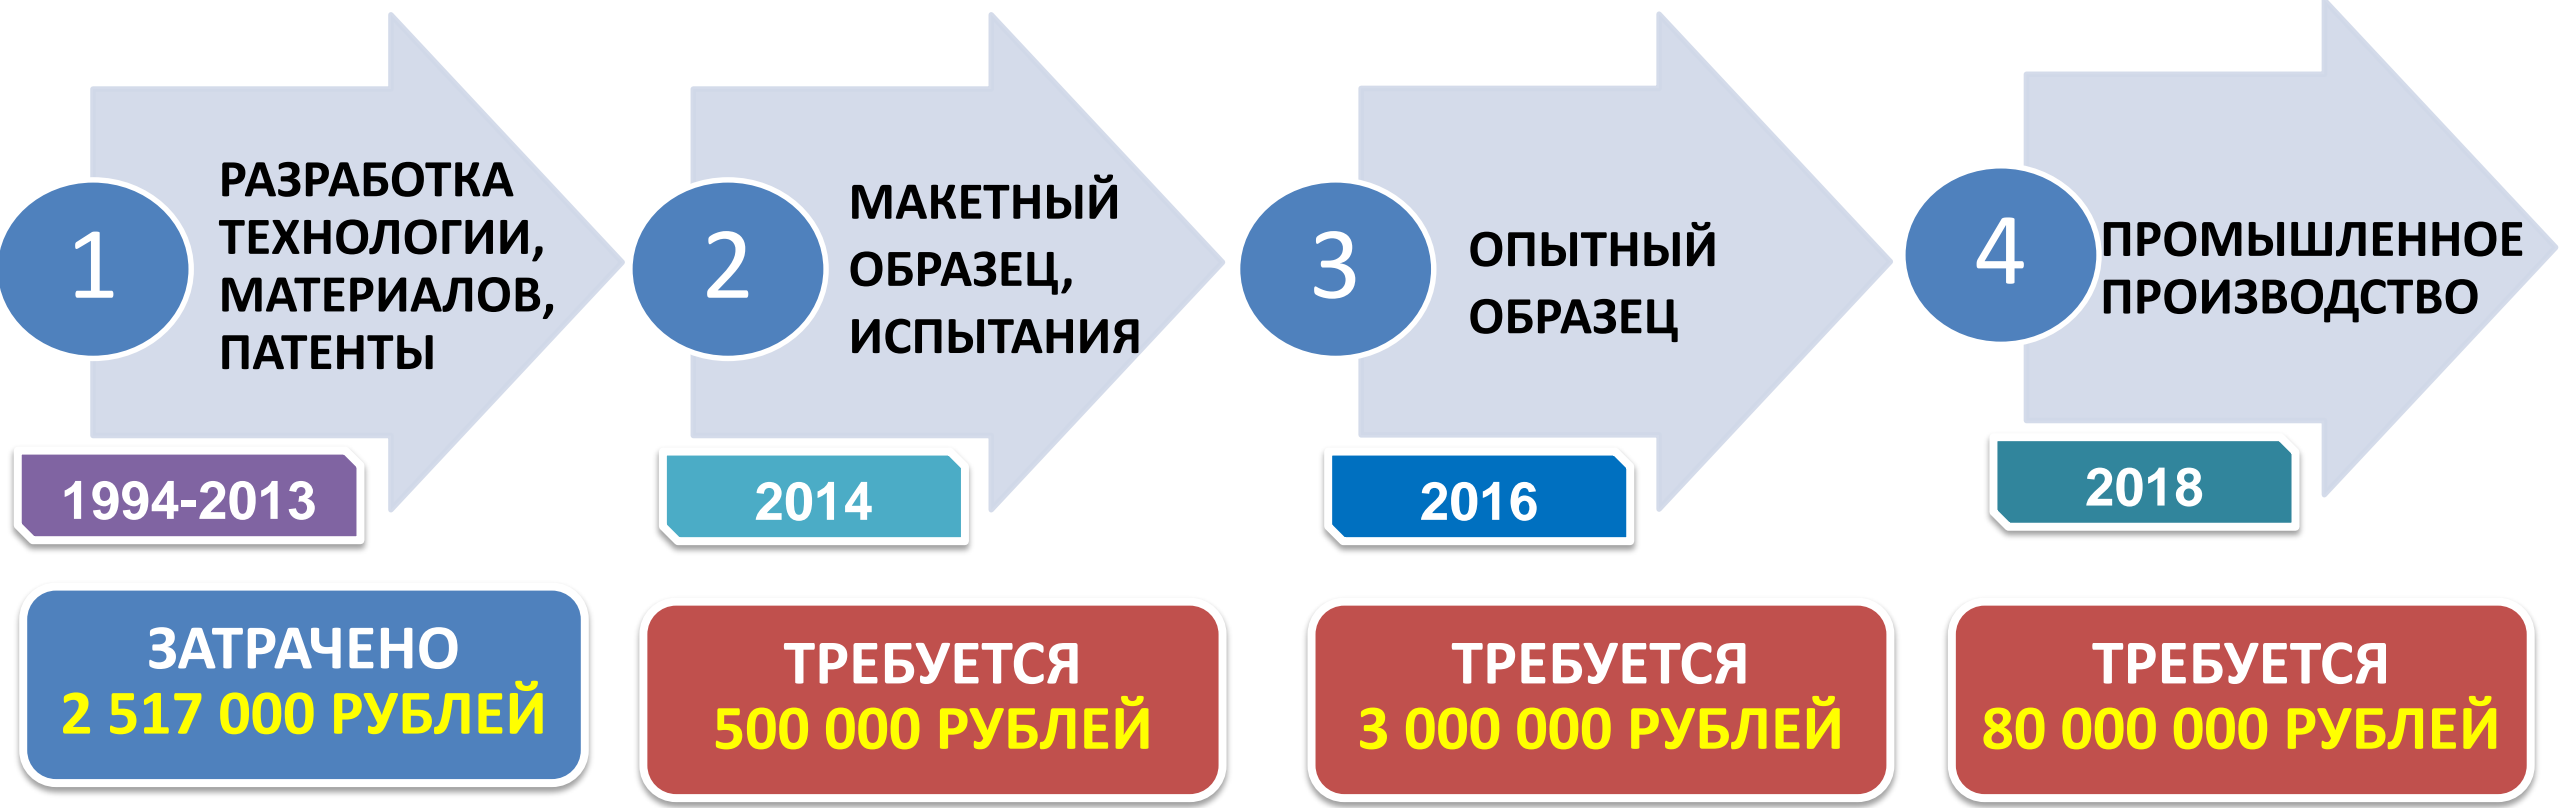 1
РАЗРАБОТКА
ТЕХНОЛОГИИ,
МАТЕРИАЛОВ,
ПАТЕНТЫ
1994-2013
ЗАТРАЧЕНО
2 517 000 РУБЛЕЙ
2
МАКЕТНЫЙ
ОБРАЗЕЦ,
ИСПЫТАНИЯ
2014
ТРЕБУЕТСЯ
500 000 РУБЛЕЙ
3
ОПЫТНЫЙ
ОБРАЗЕЦ
2016
ТРЕБУЕТСЯ
3 000 000 РУБЛЕЙ
4
ПРОМЫШЛЕННОЕ
ПРОИЗВОДСТВО
2018
ТРЕБУЕТСЯ
80 000 000 РУБЛЕЙ